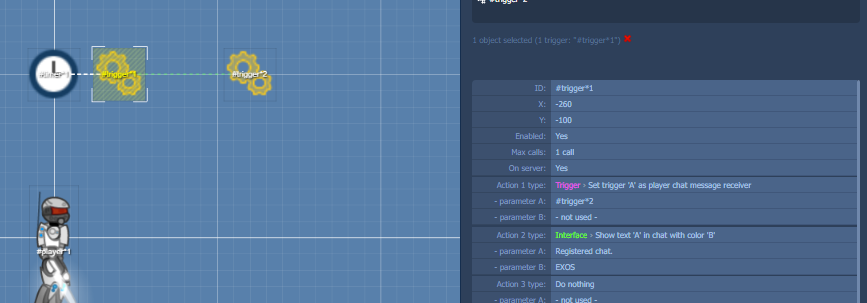 #trigger*2
1 object selected (1 trigger: "#trigger*1") ×
#timer*1
#trigger*1
#trigger*2
#player*1
ID: #trigger*1
X: -260
Y: -100
Enabled: Yes
Max calls: 1 call
On server: Yes
Action 1 type: Trigger › Set trigger 'A' as player chat message receiver
- parameter A: #trigger*2
- parameter B: - not used -
Action 2 type: Interface › Show text 'A' in chat with color 'B'
- parameter A: Registered chat.
- parameter B: EXOS
Action 3 type: Do nothing
- parameter A: - not used -